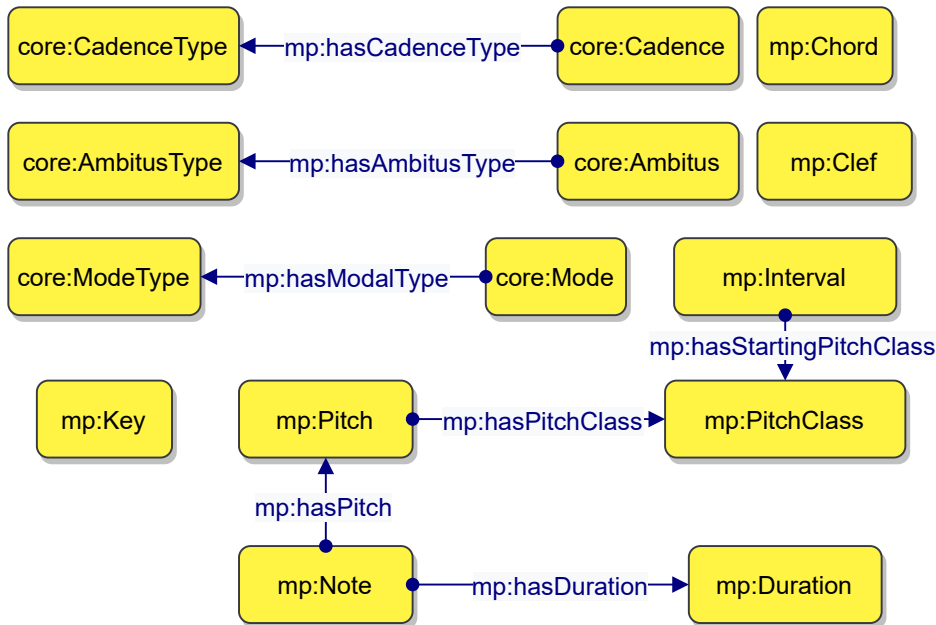 core:CadenceType
mp:hasCadenceType
core:Cadence
mp:Chord
core:AmbitusType
mp:hasAmbitusType
core:Ambitus
mp:Clef
core:ModeType
mp:hasModalType
core:Mode
mp:Interval
mp:hasStartingPitchClass
mp:Key
mp:Pitch
mp:hasPitchClass
mp:PitchClass
mp:hasPitch
mp:Note
mp:hasDuration
mp:Duration